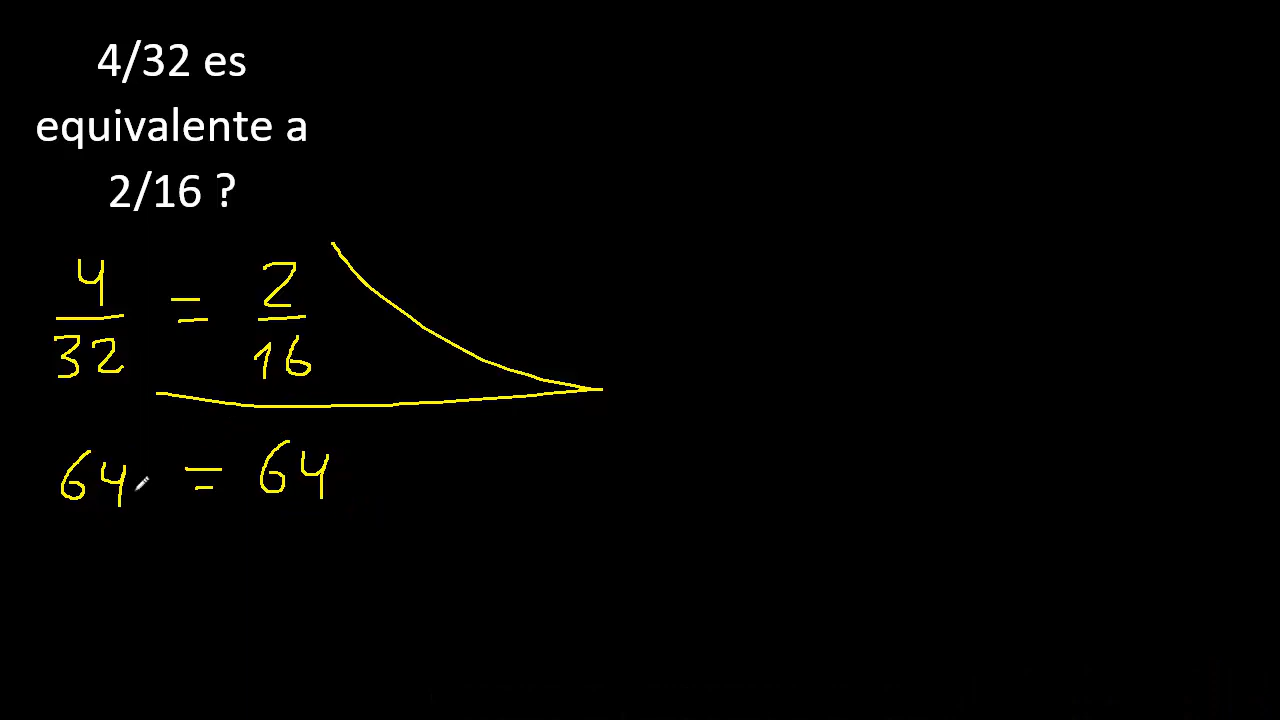 4/32 es
equivalente a
2/16 ?
4/32 = 2/16
64 = 64